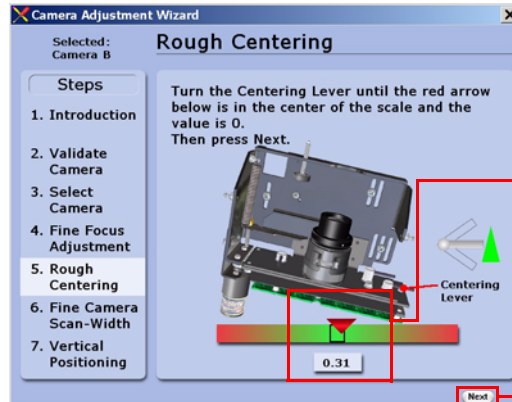 Camera Adjustment Wizard
Selected:
Camera B
Rough Centering
Steps
1. Introduction
2. Validate
Camera
3. Select
Camera
4. Fine Focus
Adjustment
5. Rough
Centering
6. Fine Camera
Scan-Width
7. Vertical
Positioning
Turn the Centering Lever until the red arrow
below is in the center of the scale and the
value is 0.
Then press Next.
Centering
Lever
0.31
Next